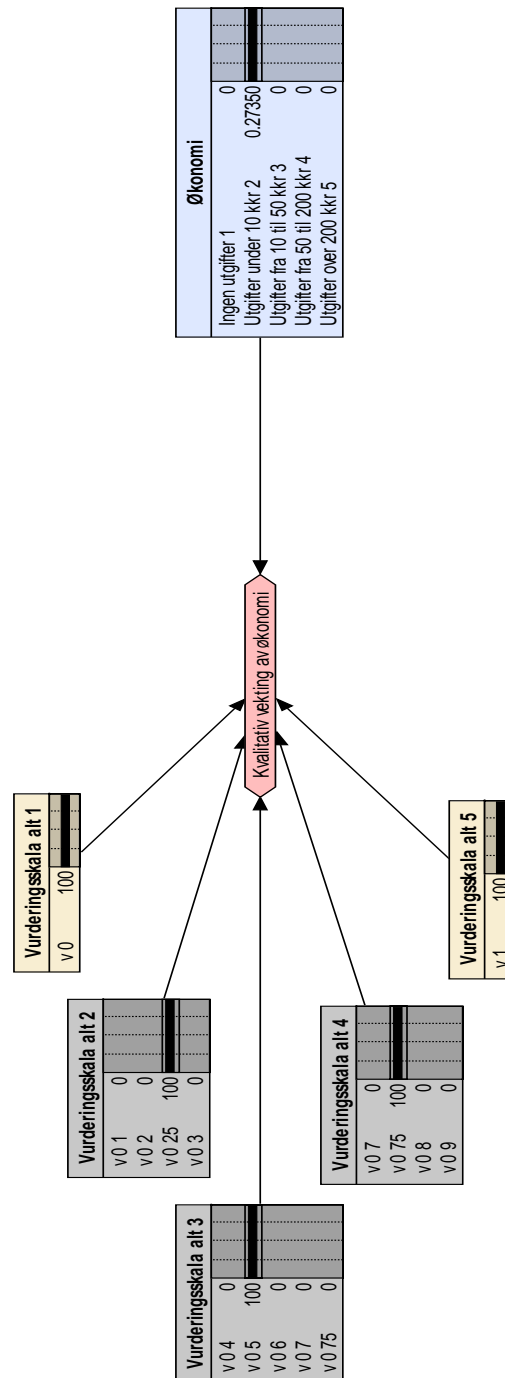 Vurderingsskala alt 3
v 0 4 0
v 0 5 100
v 0 6 0
v 0 7 0
v 0 75 0
Vurderingsskala alt 2
v 0 1 0
v 0 2 0
v 0 25 100
v 0 3 0
Vurderingsskala alt 1
v 0 100
Vurderingsskala alt 4
v 0 7 0
v 0 75 100
v 0 8 0
v 0 9 0
Vurderingsskala alt 5
v 1 100
Kvalitativ vekting av økonomi
Økonomi
Ingen utgifter 1 0
Utgifter under 10 kkr 2 0.27350
Utgifter fra 10 til 50 kkr 3 0
Utgifter fra 50 til 200 kkr 4 0
Utgifter over 200 kkr 5 0